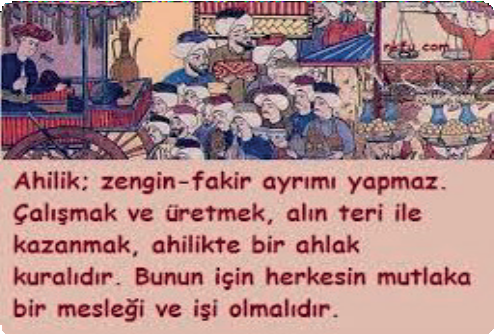 Ahilik; zengin-fakir ayrımı yapmaz.
Çalışmak ve üretmek, alın teri ile
kazanmak, ahilikte bir ahlak
kuralıdır. Bunun için herkesin mutlaka
bir mesleği ve işi olmalıdır.